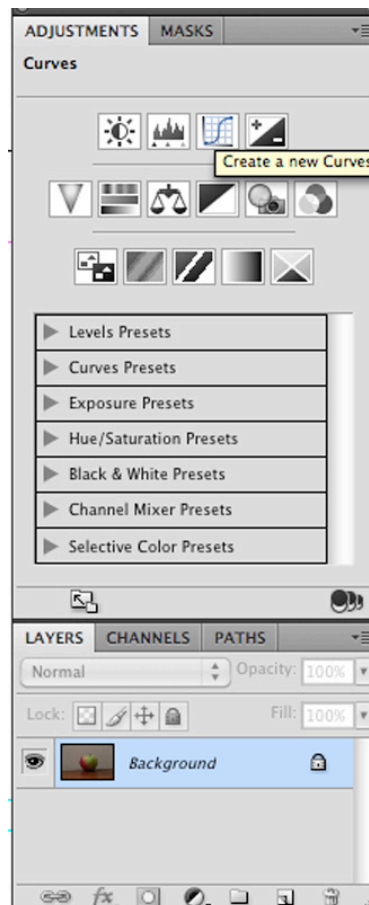 ADJUSTMENTS MASKS
Curves
Create a new Curves
Levels Presets
Curves Presets
Exposure Presets
Hue/Saturation Presets
Black & White Presets
Channel Mixer Presets
Selective Color Presets
LAYERS CHANNELS PATHS
Normal Opacity: 100%
Lock: Fill: 100%
Background
fx